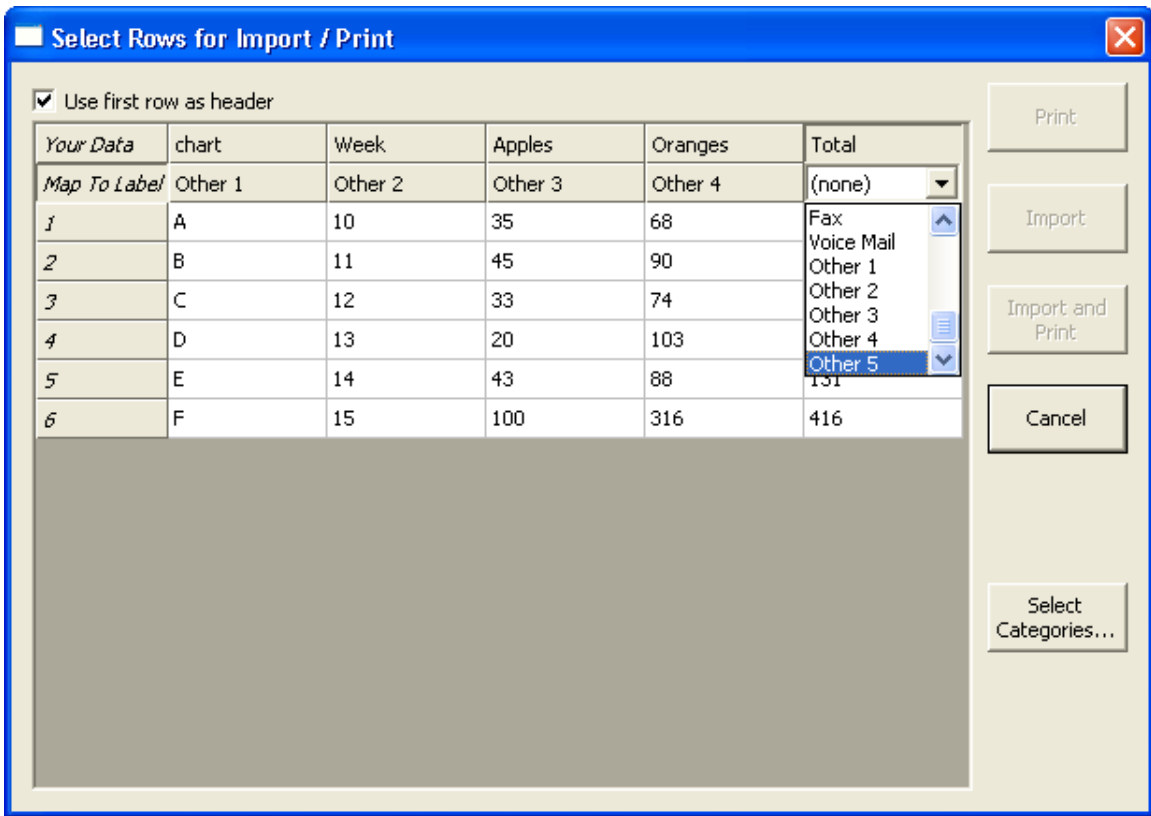 Select Rows for Import / Print
Use first row as header
Print
Your Data chart Week Apples Oranges Total
Map To Label Other 1 Other 2 Other 3 Other 4 (none)
1 A 10 35 68
Fax
Voice Mail
Other 1
Other 2
Other 3
Other 4
Other 5
2 B 11 45 90
3 C 12 33 74
4 D 13 20 103
5 E 14 43 88 131
6 F 15 100 316 416
Import
Import and
Print
Cancel
Select
Categories...